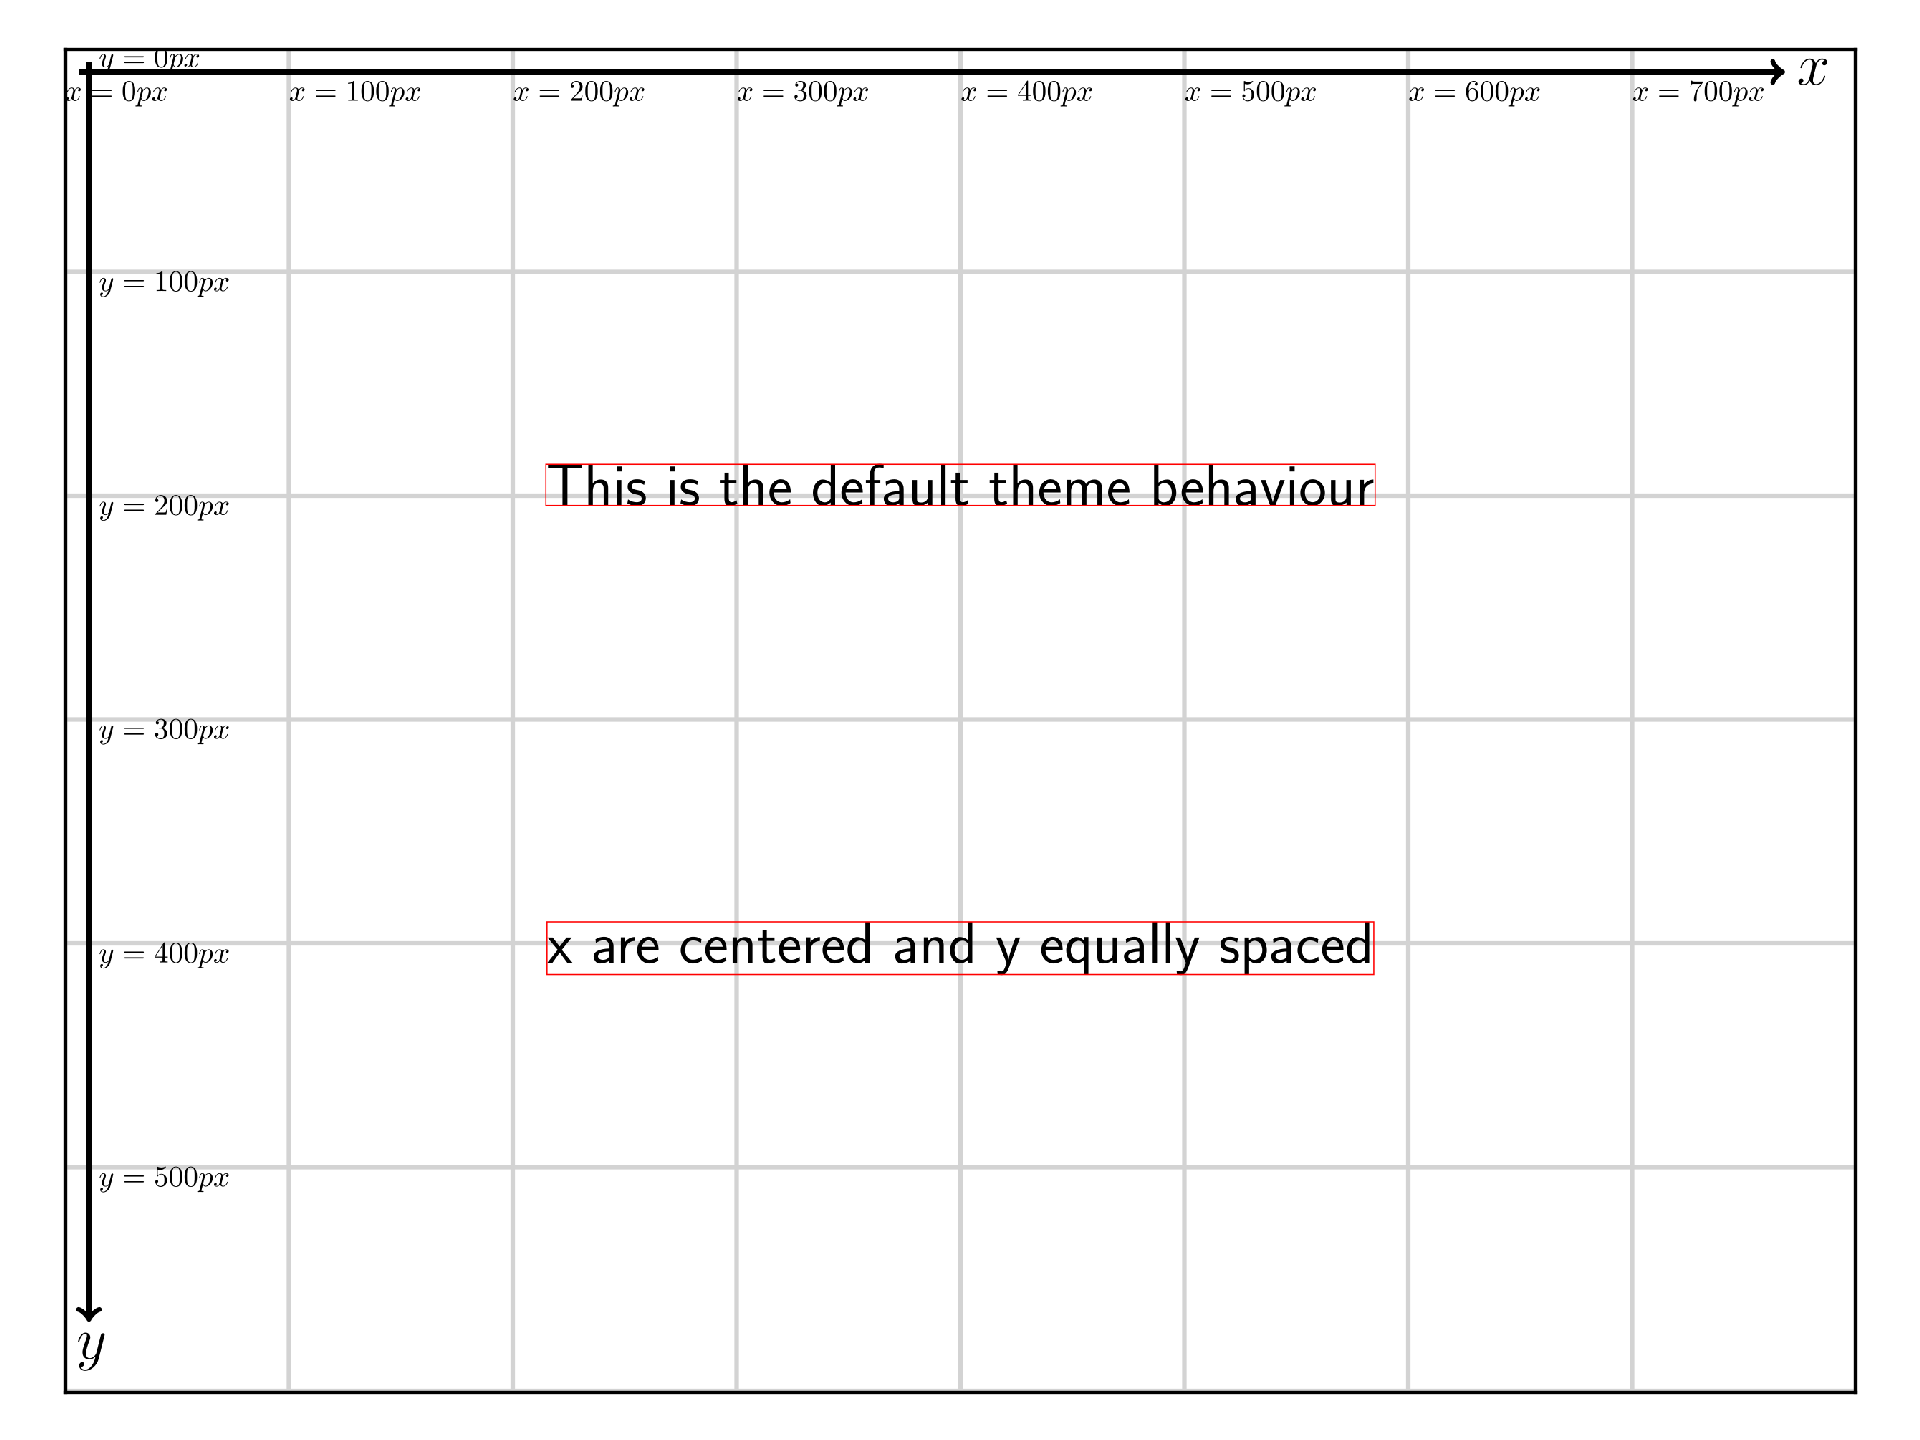 y = 0px
x
x = 0px x = 100px x = 200px x = 300px x = 400px x = 500px x = 600px x = 700px
y = 100px
This is the default theme behaviour
y = 200px
y = 300px
x are centered and y equally spaced
y = 400px
y = 500px
y